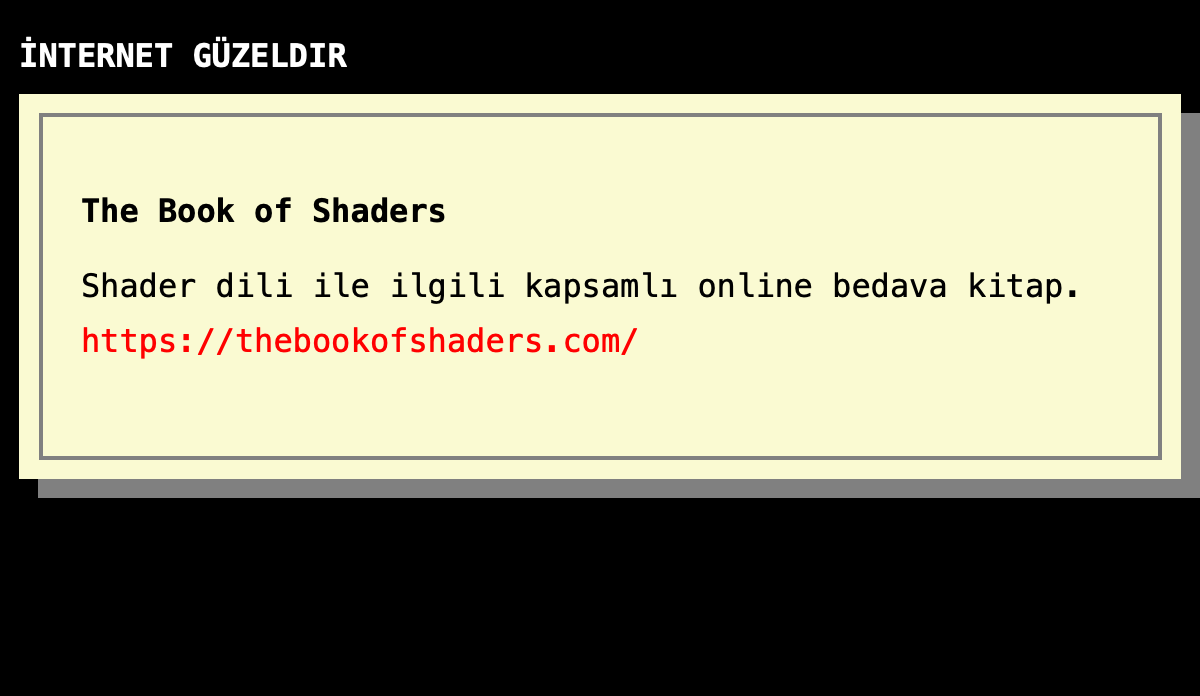 İNTERNET GÜZELDIR
The Book of Shaders
Shader dili ile ilgili kapsamlı online bedava kitap.
https://thebookofshaders.com/